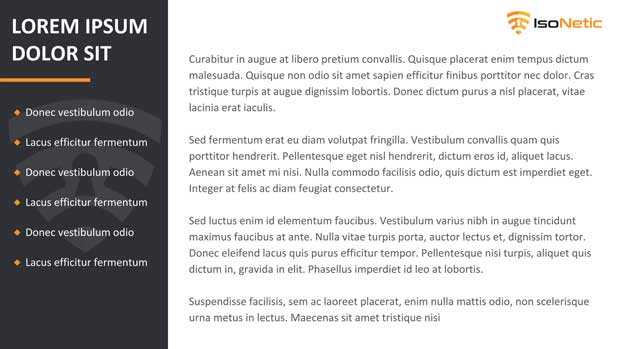 LOREM IPSUM
DOLOR SIT
Donec vestibulum odio
Lacus efficitur fermentum
Donec vestibulum odio
Lacus efficitur fermentum
Donec vestibulum odio
Lacus efficitur fermentum
IsoNetic
Curabitur in augue at libero pretium convallis. Quisque placerat enim tempus dictum
malesuada. Quisque non odio sit amet sapien efficitur finibus porttitor nec dolor. Cras
tristique turpis at augue dignissim lobortis. Donec dictum purus a nisl placerat, vitae
lacinia erat iaculis.
Sed fermentum erat eu diam volutpat fringilla. Vestibulum convallis quam quis
porttitor hendrerit. Pellentesque eget nisl hendrerit, dictum eros id, aliquet lacus.
Aenean sit amet mi nisi. Nulla commodo facilisis odio, quis dictum est imperdiet eget.
Integer at felis ac diam feugiat consectetur.
Sed luctus enim id elementum faucibus. Vestibulum varius nibh in augue tincidunt
maximus faucibus at ante. Nulla vitae turpis porta, auctor lectus et, dignissim tortor.
Donec eleifend lacus quis purus efficitur tempor. Pellentesque nisi turpis, aliquet quis
dictum in, gravida in elit. Phasellus imperdiet id leo at lobortis.
Suspendisse facilisis, sem ac laoreet placerat, enim nulla mattis odio, non scelerisque
urna metus in lectus. Maecenas sit amet tristique nisi